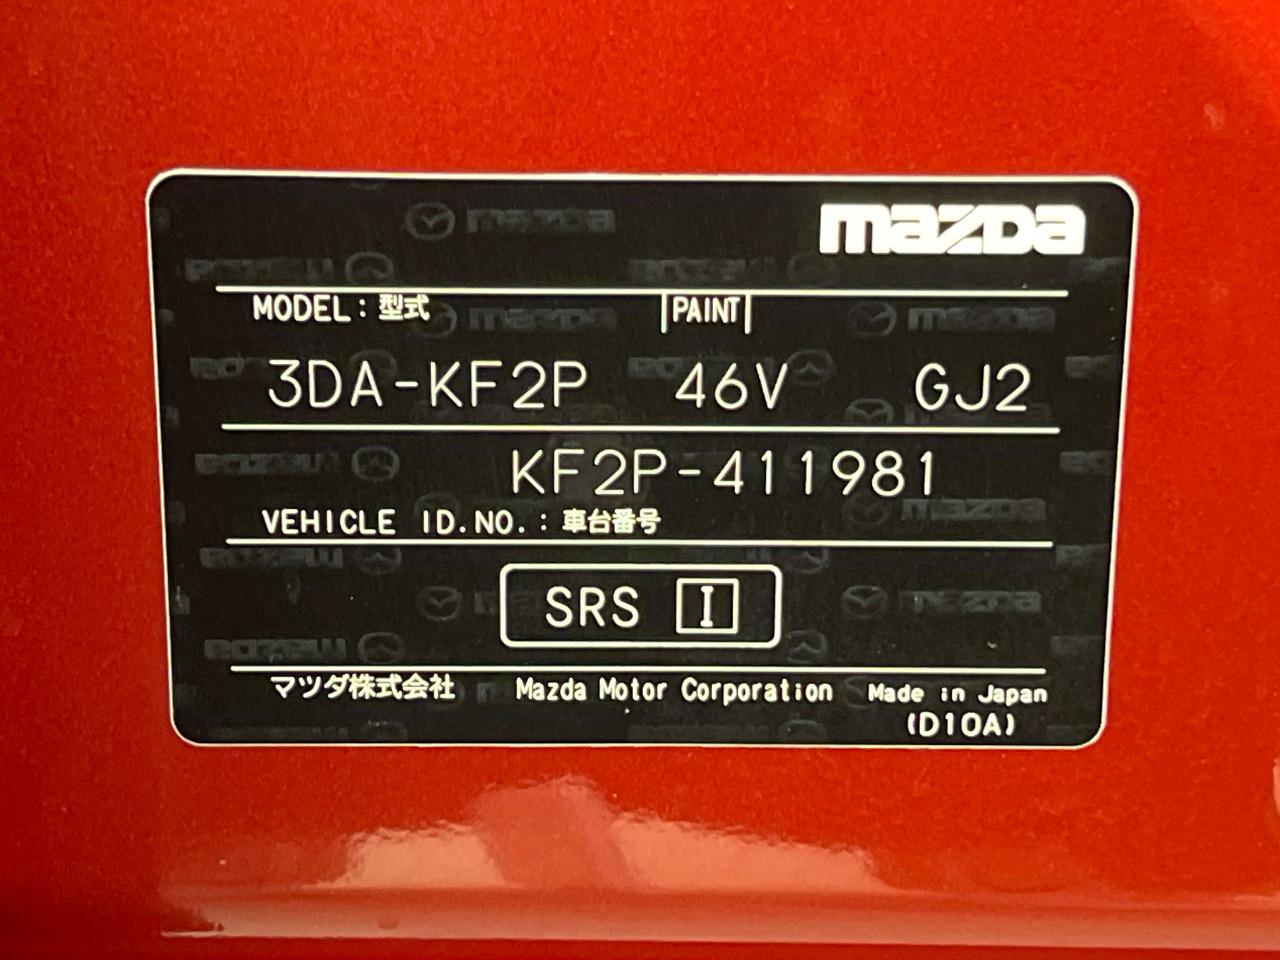 mazda
MODEL：型式 |PAINT|
3DA-KF2P 46V GJ2
KF2P-411981
VEHICLE ID.NO.：車台番号
SRS I
マツダ株式会社 Mazda Motor Corporation Made in Japan
(D10A)